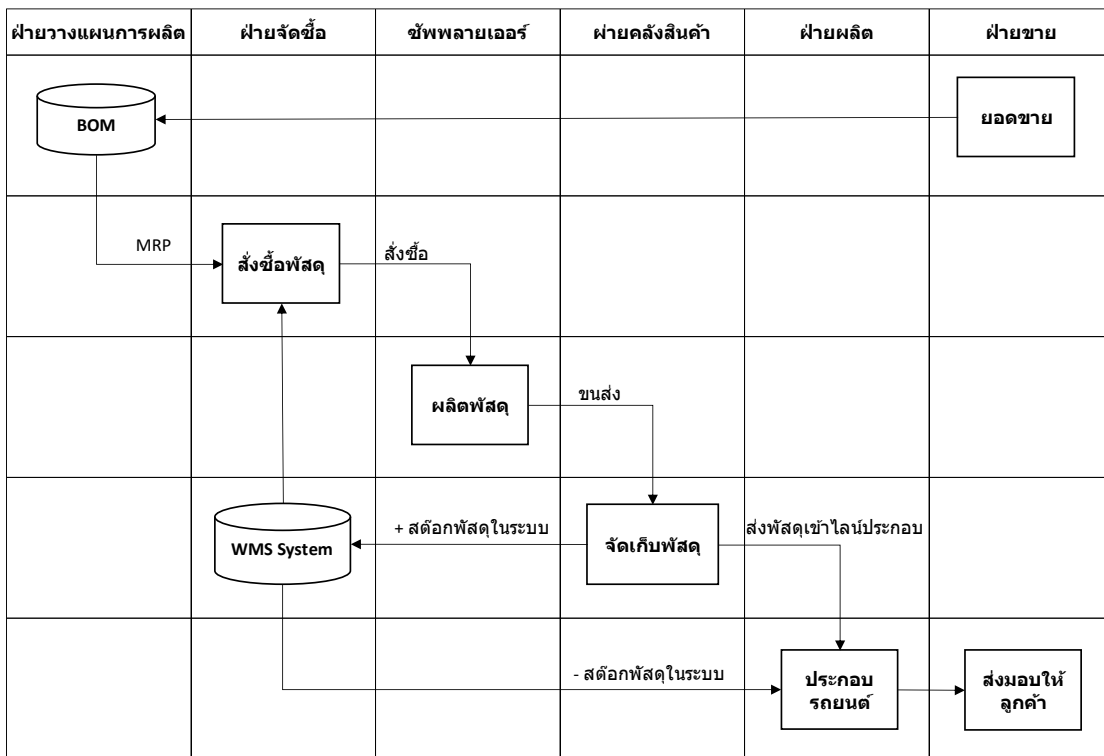 ฝ่ายวางแผนการผลิต
ฝ่ายจัดซื้อ
ซัพพลายเออร์
ผ่ายคลังสินค้า
ฝ่ายผลิต
ฝ่ายขาย
BOM
ยอดขาย
MRP
สั่งซื้อพัสดุ
สั่งซื้อ
ผลิตพัสดุ
ขนส่ง
WMS System
+ สต๊อกพัสดุในระบบ
จัดเก็บพัสดุ
ส่งพัสดุเข้าไลน์ประกอบ
- สต๊อกพัสดุในระบบ
ประกอบ
รถยนต์
ส่งมอบให้
ลูกค้า